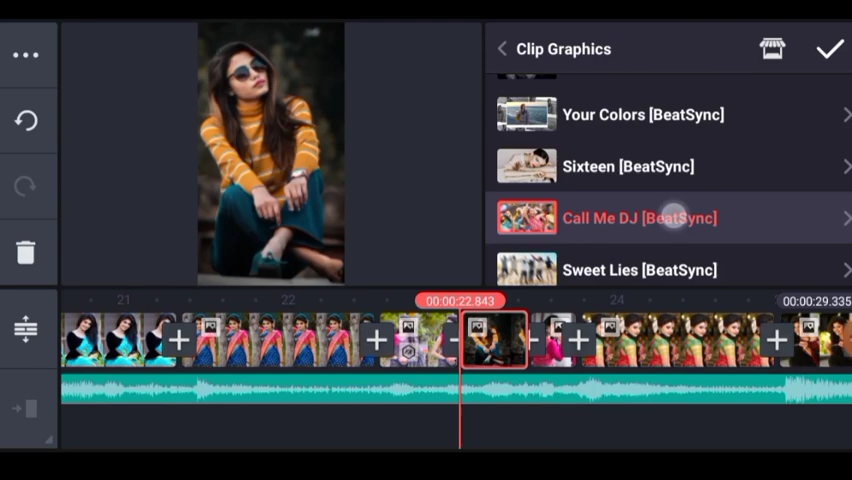 Clip Graphics
Your Colors [BeatSync]
Sixteen [BeatSync]
Call Me DJ [BeatSync]
Sweet Lies [BeatSync]
21
22
00:00:22.843
24
00:00:29.335